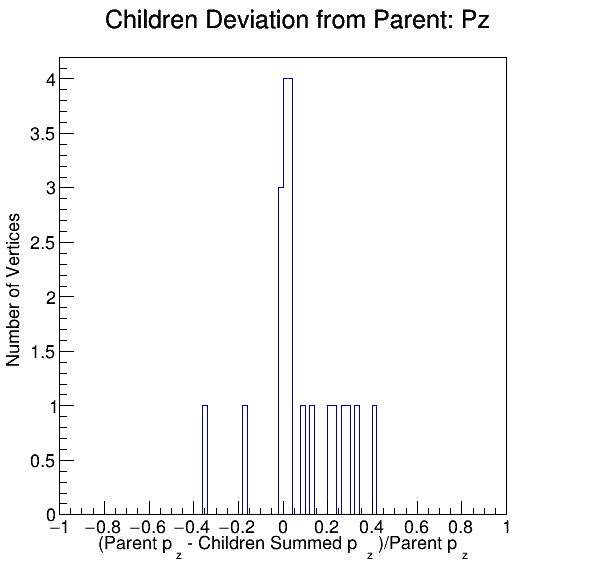 Children Deviation from Parent: Pz
Number of Vertices
4
3.5
3
2.5
2
1.5
1
0.5
0
−1 −0.8 −0.6 −0.4 −0.2 0 0.2 0.4 0.6 0.8 1
(Parent p z - Children Summed p z )/Parent p z